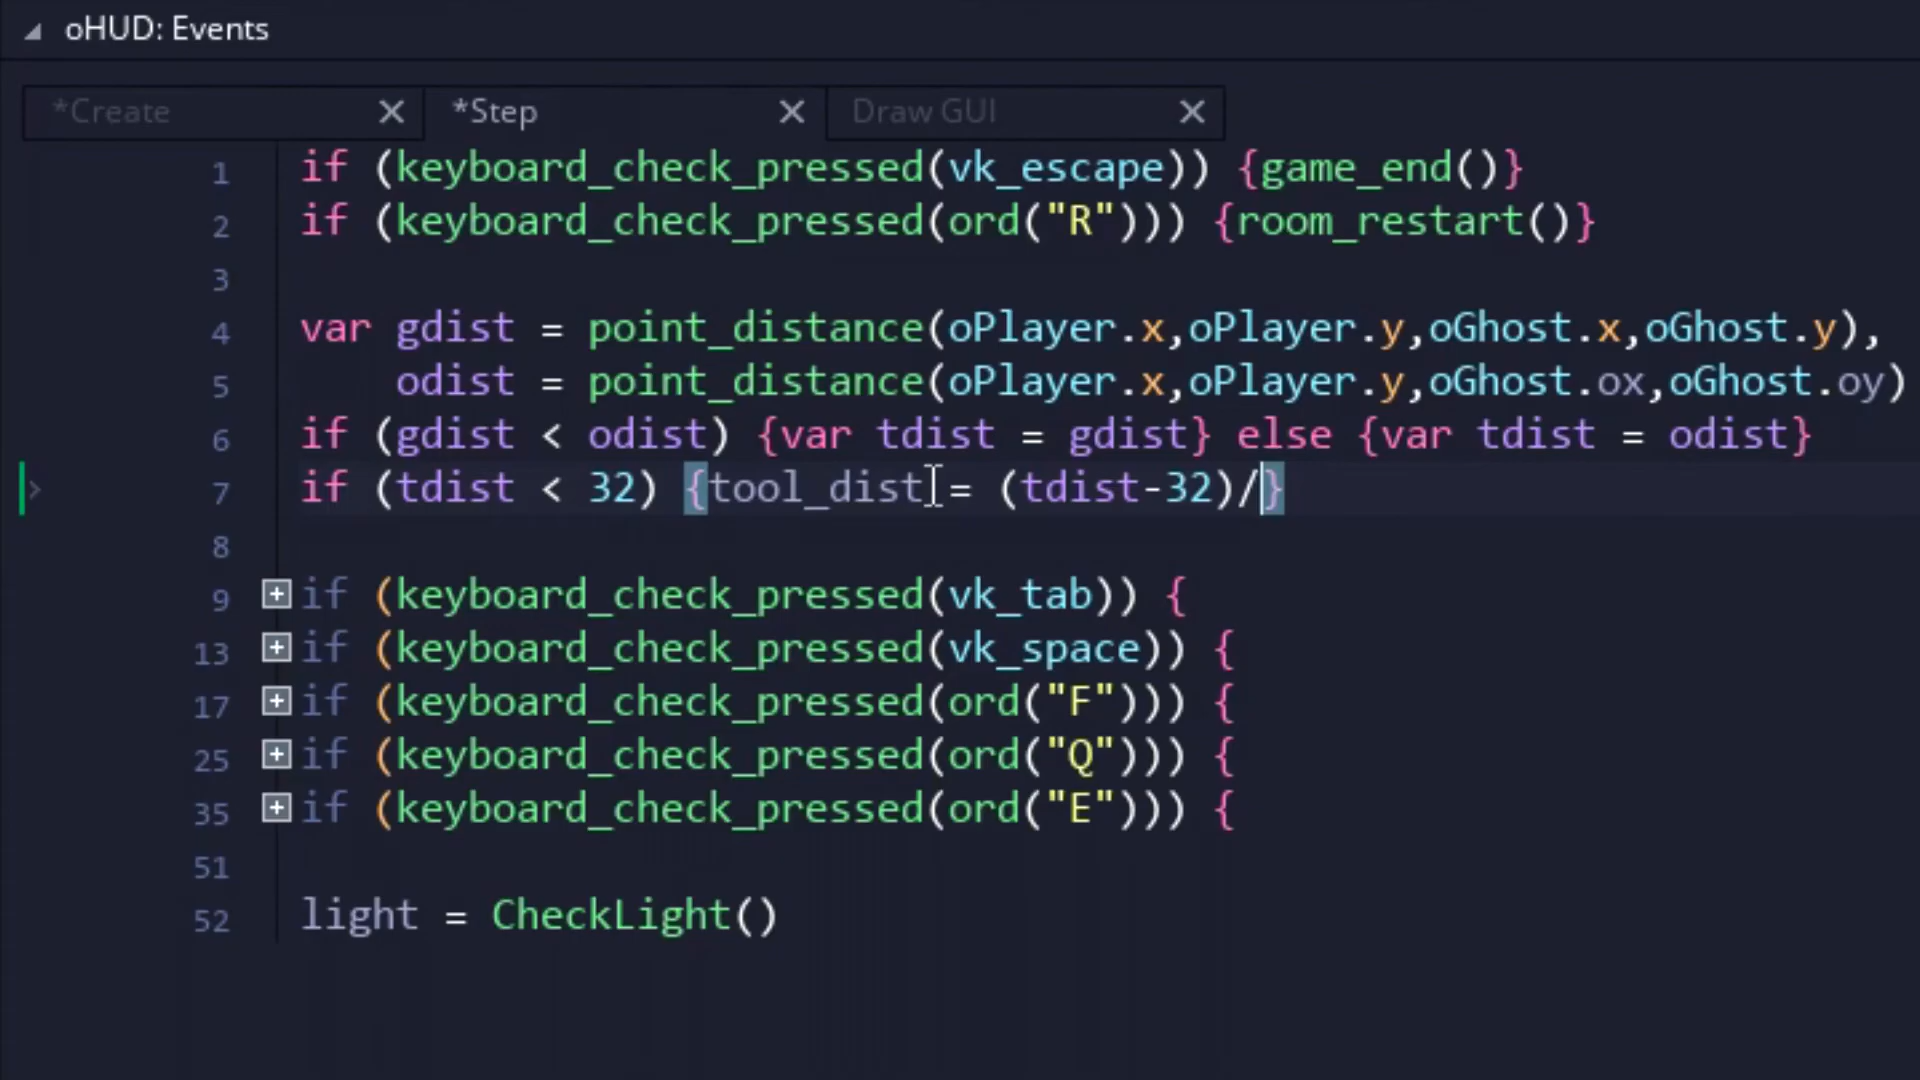 oHUD: Events
*Create *Step Draw GUI
1 if (keyboard_check_pressed(vk_escape)) {game_end()}
2 if (keyboard_check_pressed(ord("R"))) {room_restart()}
3
4 var gdist = point_distance(oPlayer.x,oPlayer.y,oGhost.x,oGhost.y),
5     odist = point_distance(oPlayer.x,oPlayer.y,oGhost.ox,oGhost.oy)
6 if (gdist < odist) {var tdist = gdist} else {var tdist = odist}
7 if (tdist < 32) {tool_dist = (tdist-32)/}
8
9 if (keyboard_check_pressed(vk_tab)) {
13 if (keyboard_check_pressed(vk_space)) {
17 if (keyboard_check_pressed(ord("F"))) {
25 if (keyboard_check_pressed(ord("Q"))) {
35 if (keyboard_check_pressed(ord("E"))) {
51
52 light = CheckLight()